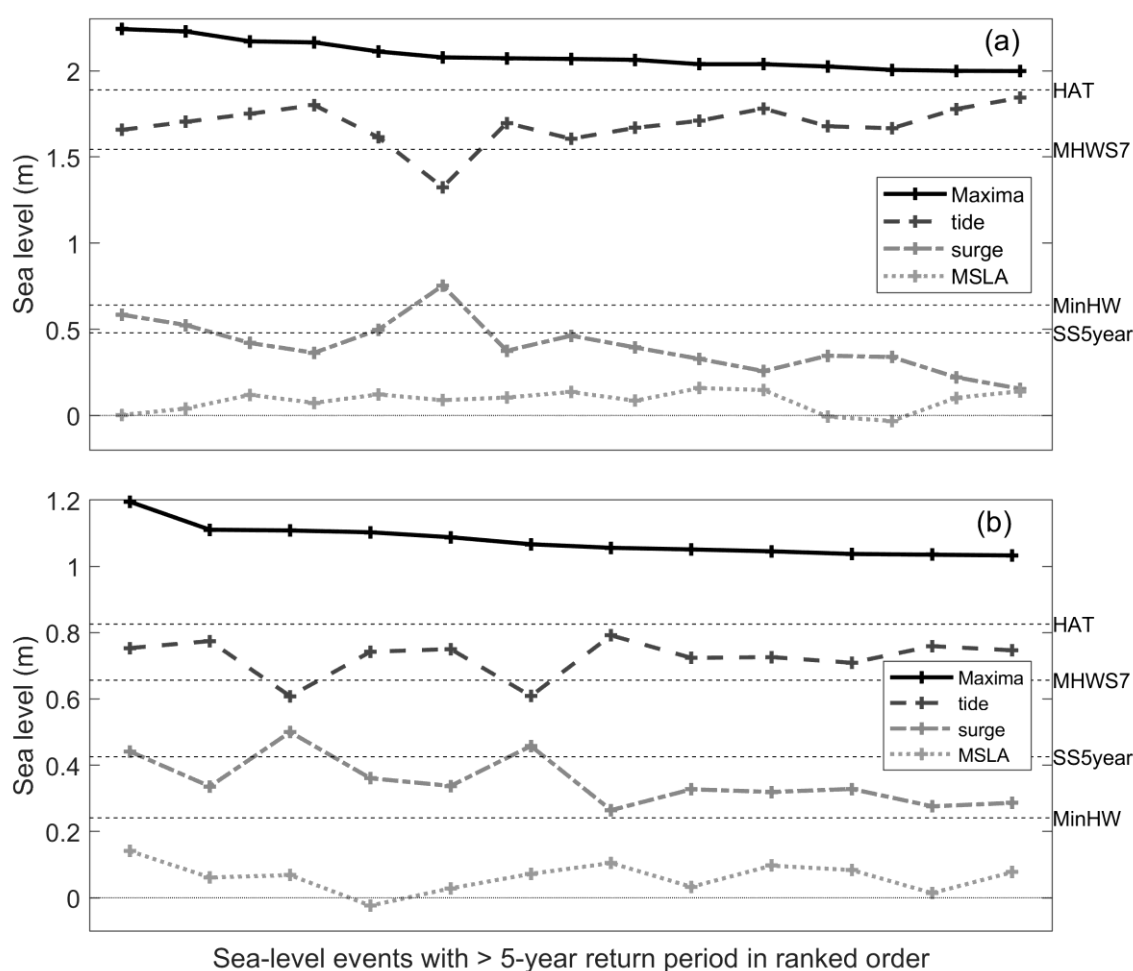 (a)
2
1.5
1
0.5
0
Sea level (m)
HAT
MHWS7
MinHW
SS5year
Maxima
tide
surge
MSLA
(b)
1.2
1
0.8
0.6
0.4
0.2
0
Sea level (m)
HAT
MHWS7
SS5year
MinHW
Maxima
tide
surge
MSLA
Sea-level events with > 5-year return period in ranked order